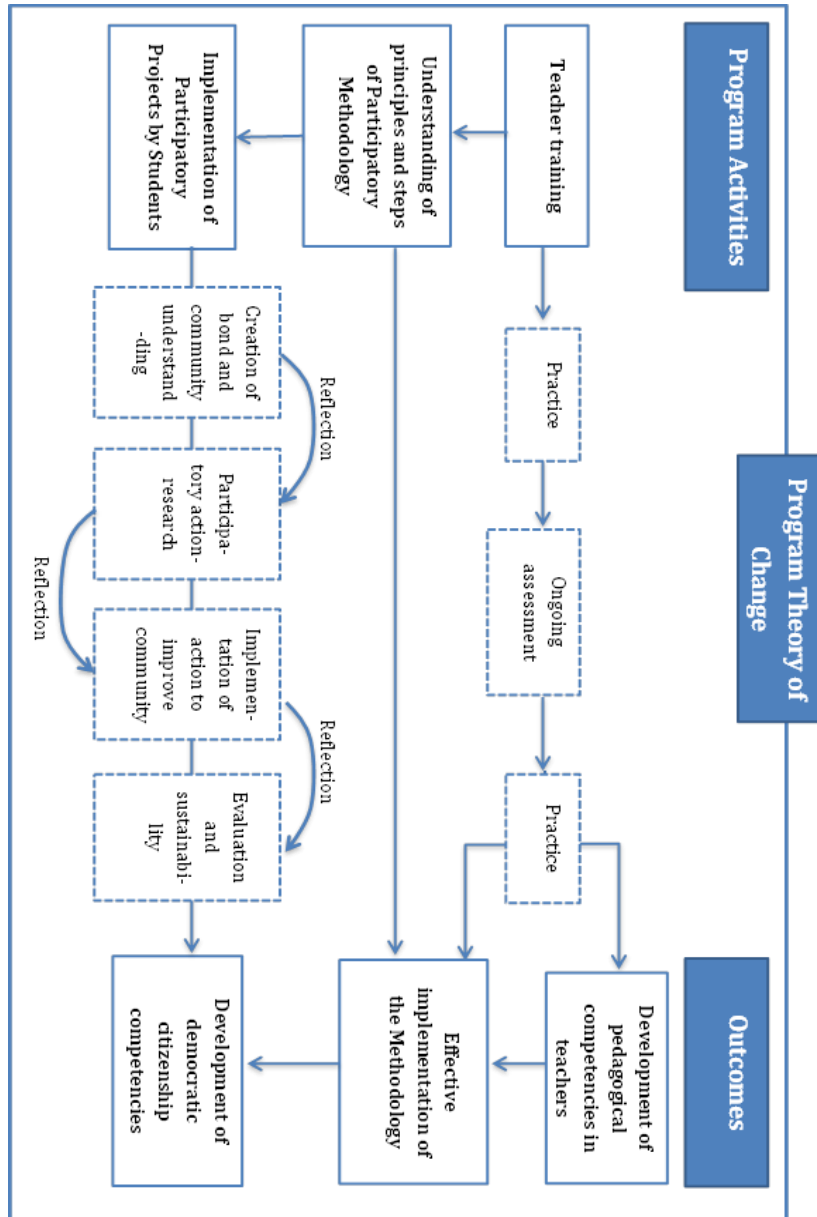 Program Theory of
Change
Program Activities
Outcomes
Teacher training
Practice
Ongoing
assessment
Practice
Development of
pedagogical
competencies in
teachers
Understanding of
principles and steps
of Participatory
Methodology
Effective
implementation of
the Methodology
Reflection
Reflection
Implementation of
Participatory
Projects by Students
Creation of
bond and
community
understand
-ding
Participa-
tory action-
research
Implemen-
tation of
action to
improve
community
Evaluation
and
sustainabi-
lity
Development of
democratic
citizenship
competencies
Reflection